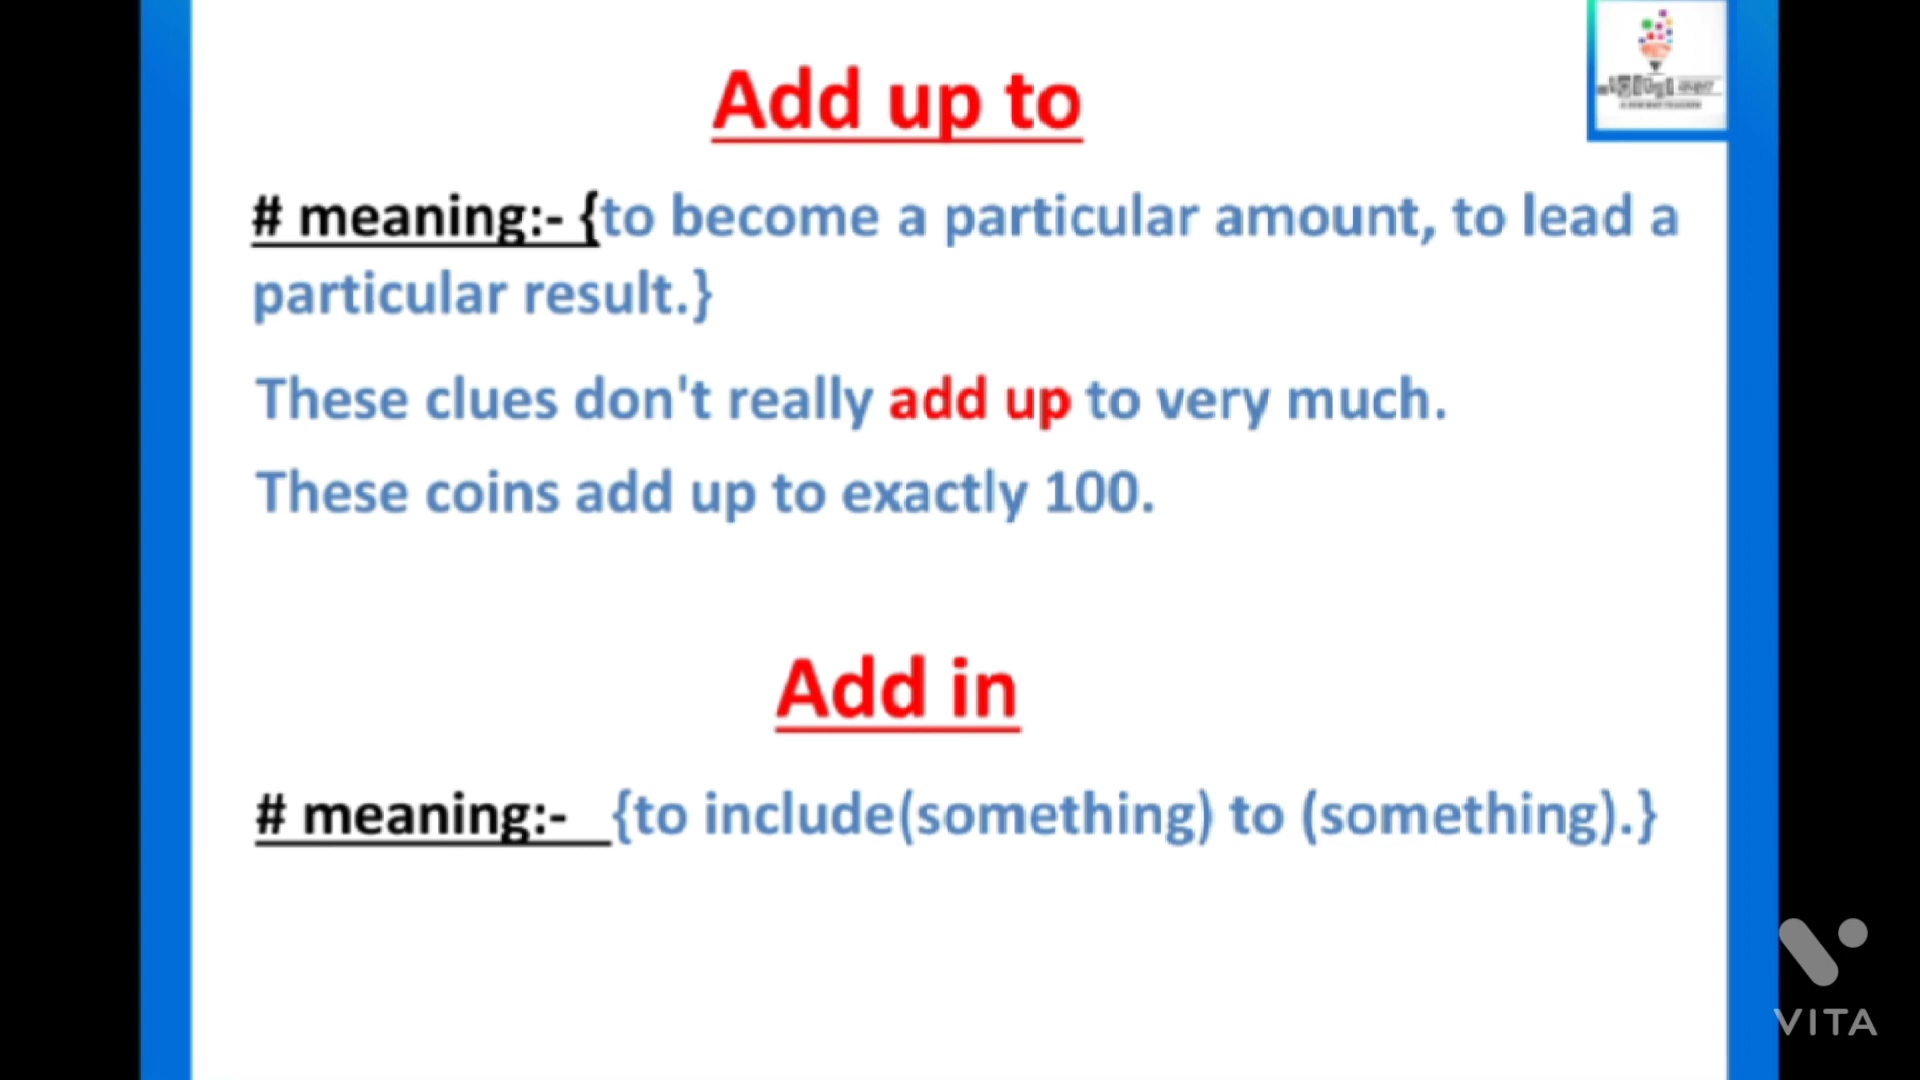 Add up to
# meaning:- {to become a particular amount, to lead a
particular result.}
These clues don't really add up to very much.
These coins add up to exactly 100.
Add in
# meaning:- {to include(something) to (something).}
VITA